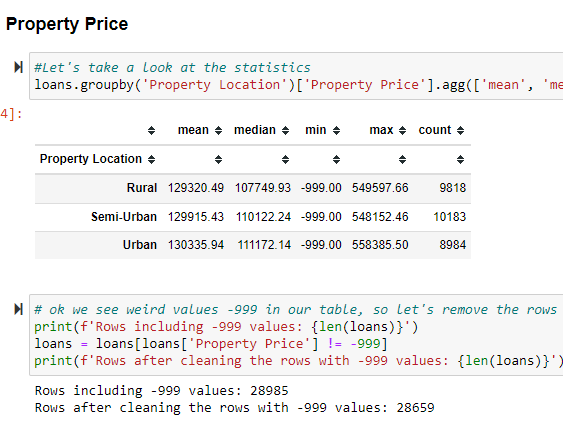 Property Price
#Let's take a look at the statistics
loans.groupby('Property Location')['Property Price'].agg(['mean', 'me
4]:
mean median min max count
Property Location
Rural 129320.49 107749.93 -999.00 549597.66 9818
Semi-Urban 129915.43 110122.24 -999.00 548152.46 10183
Urban 130335.94 111172.14 -999.00 558385.50 8984
# ok we see weird values -999 in our table, so let's remove the rows
print(f'Rows including -999 values: {len(loans)}')
loans = loans[loans['Property Price'] != -999]
print(f'Rows after cleaning the rows with -999 values: {len(loans)}')
Rows including -999 values: 28985
Rows after cleaning the rows with -999 values: 28659